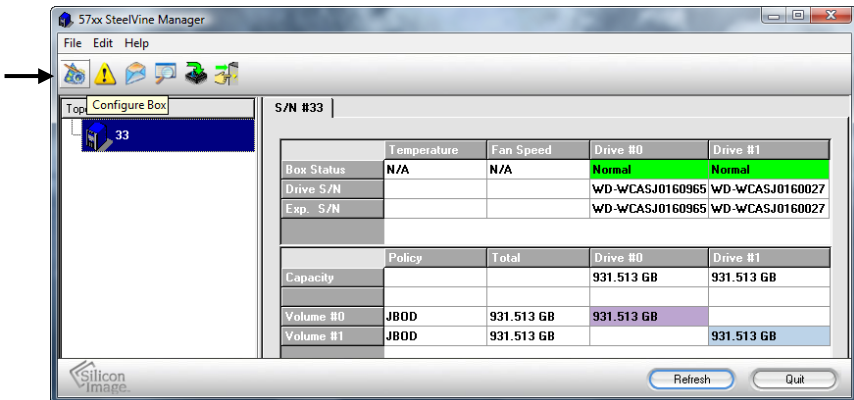 57xx SteelVine Manager
File Edit Help
Configure Box
S/N #33
33
Temperature Fan Speed Drive #0 Drive #1
Box Status N/A N/A Normal Normal
Drive S/N WD-WCASJ0160965 WD-WCASJ0160027
Exp. S/N WD-WCASJ0160965 WD-WCASJ0160027
Policy Total Drive #0 Drive #1
Capacity 931.513 GB 931.513 GB
Volume #0 JBOD 931.513 GB 931.513 GB
Volume #1 JBOD 931.513 GB 931.513 GB
Silicon
Image.
Refresh Quit